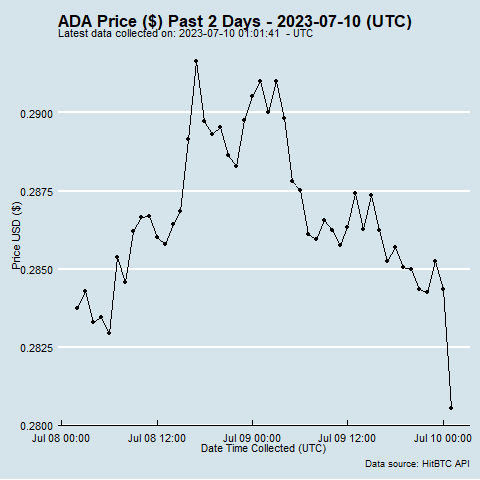 ADA Price ($) Past 2 Days - 2023-07-10 (UTC)
Latest data collected on: 2023-07-10 01:01:41  - UTC
Price USD ($)
0.2900
0.2875
0.2850
0.2825
0.2800
Jul 08 00:00 Jul 08 12:00 Jul 09 00:00 Jul 09 12:00 Jul 10 00:00
Date Time Collected (UTC)
Data source: HitBTC API